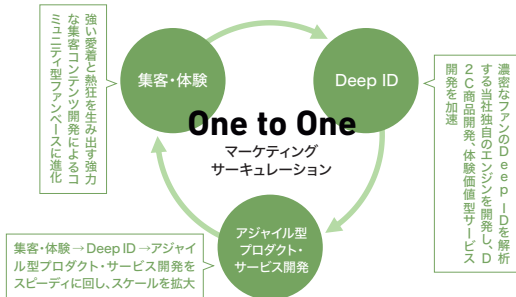 強い愛着と熱狂を生み出す強力
な集客コンテンツ開発によるコ
ミュニティ型ファンベースに進化
集客・体験
Deep ID
濃密なファンのDeep IDを解析
する当社独自のエンジンを開発し、D
2C商品開発、体験価値型サービス
開発を加速
One to One
マーケティング
サーキュレーション
アジャイル型
プロダクト・
サービス開発
集客・体験→Deep ID→アジャイ
ル型プロダクト・サービス開発を
スピーディに回し、スケールを拡大